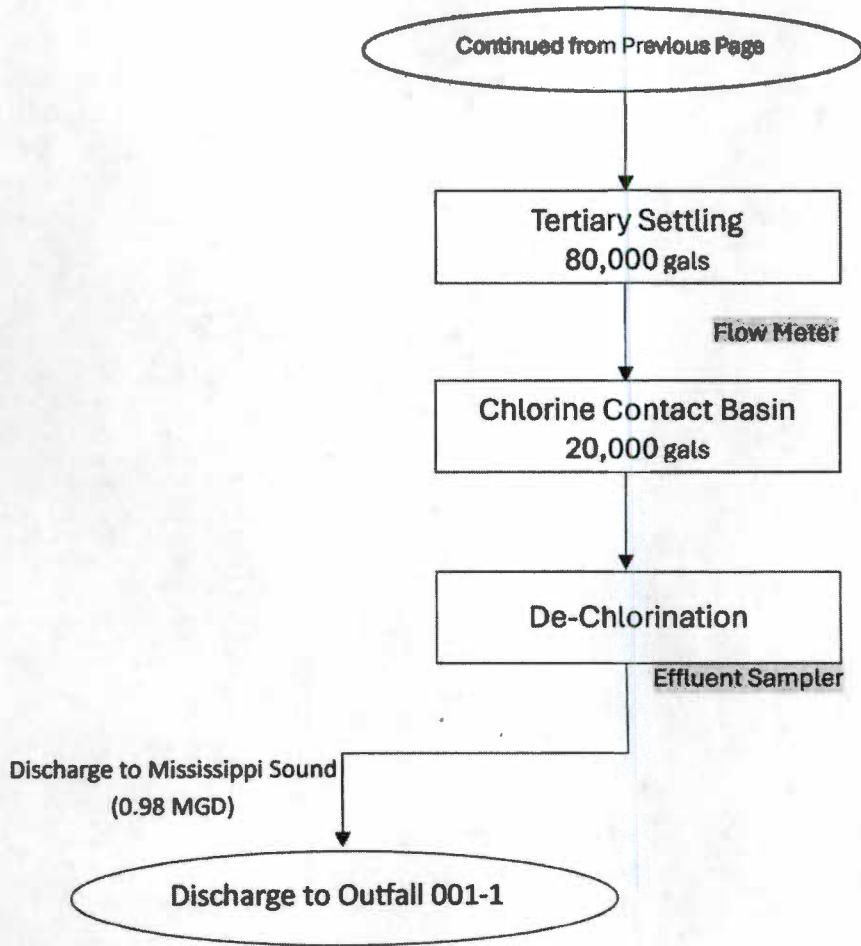 Continued from Previous Page
Tertiary Settling
80,000 gals
Flow Meter
Chlorine Contact Basin
20,000 gals
De-Chlorination
Effluent Sampler
Discharge to Mississippi Sound
(0.98 MGD)
Discharge to Outfall 001-1